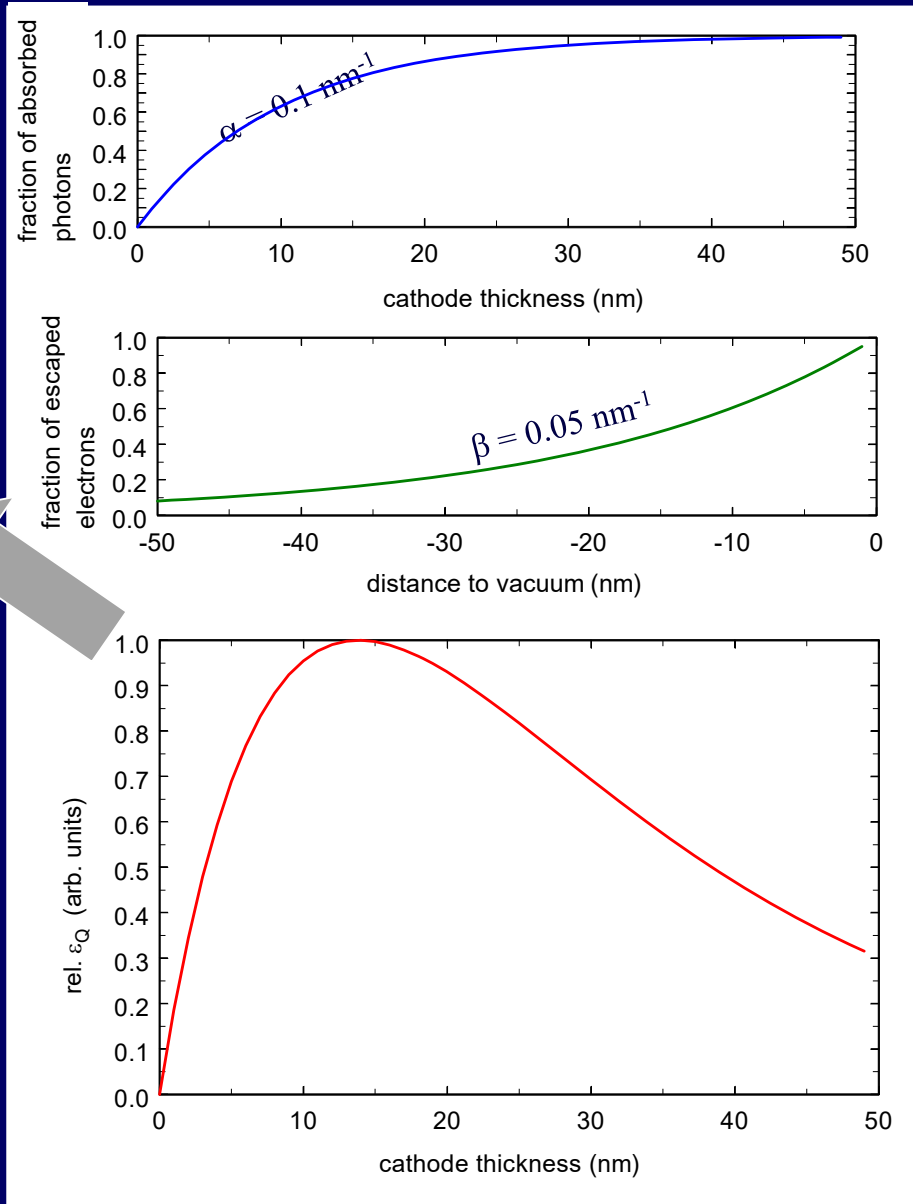 fraction of absorbed
photons
1.0
0.8
0.6
0.4
0.2
0.0
α = 0.1 nm⁻¹
0 10 20 30 40 50
cathode thickness (nm)
fraction of escaped
electrons
1.0
0.8
0.6
0.4
0.2
0.0
β = 0.05 nm⁻¹
-50 -40 -30 -20 -10 0
distance to vacuum (nm)
rel. εQ (arb. units)
1.0
0.9
0.8
0.7
0.6
0.5
0.4
0.3
0.2
0.1
0.0
0 10 20 30 40 50
cathode thickness (nm)